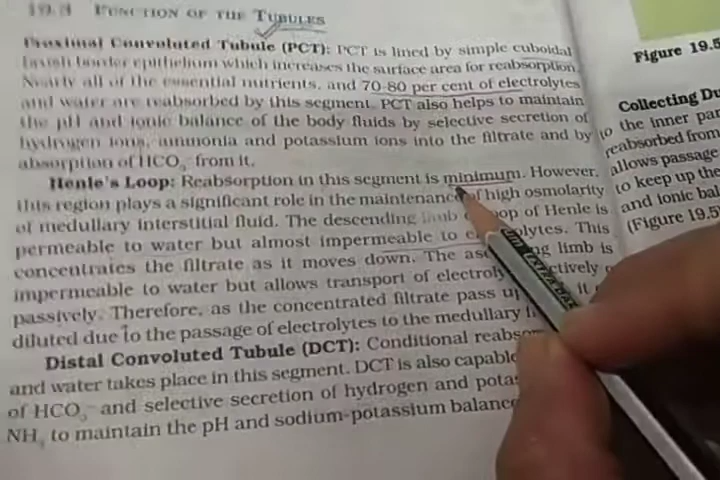 19.3 FUNCTION OF THE TUBULES
Proximal Convoluted Tubule (PCT): PCT is lined by simple cuboidal
brush border epithelium which increases the surface area for reabsorption.
Nearly all of the essential nutrients, and 70-80 per cent of electrolytes
and water are reabsorbed by this segment. PCT also helps to maintain
the pH and ionic balance of the body fluids by selective secretion of
hydrogen ions, ammonia and potassium ions into the filtrate and by
absorption of HCO₃⁻ from it.
Henle's Loop: Reabsorption in this segment is minimum. However,
this region plays a significant role in the maintenance of high osmolarity
of medullary interstitial fluid. The descending limb oop of Henle is
permeable to water but almost impermeable to e olytes. This
concentrates the filtrate as it moves down. The asc ng limb is
impermeable to water but allows transport of electroly ctively
passively. Therefore, as the concentrated filtrate pass up it
diluted due to the passage of electrolytes to the medullary
Distal Convoluted Tubule (DCT): Conditional reabsor
and water takes place in this segment. DCT is also capable
of HCO₃⁻ and selective secretion of hydrogen and potas
NH₃ to maintain the pH and sodium-potassium balance
Figure 19.5
Collecting Du
to the inner par
reabsorbed from
allows passage
to keep up the
and ionic bal
(Figure 19.5)